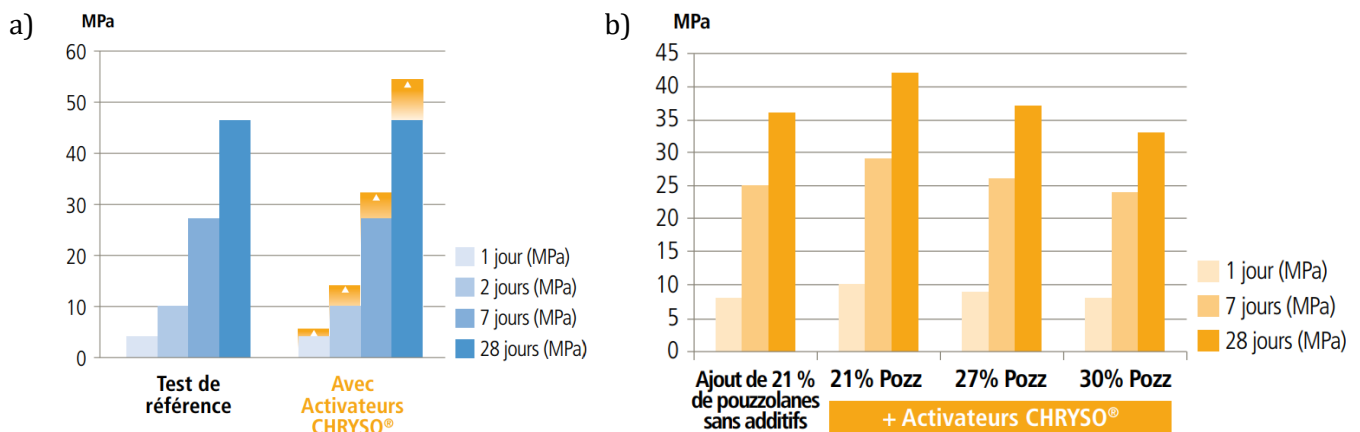 a)
MPa
60
50
40
30
20
10
0
Test de
référence
Avec
Activateurs
CHRYSO®
1 jour (MPa)
2 jours (MPa)
7 jours (MPa)
28 jours (MPa)
b)
MPa
45
40
35
30
25
20
15
10
5
0
Ajout de 21 %
de pouzzolanes
sans additifs
21% Pozz
27% Pozz
30% Pozz
+ Activateurs CHRYSO®
1 jour (MPa)
7 jours (MPa)
28 jours (MPa)